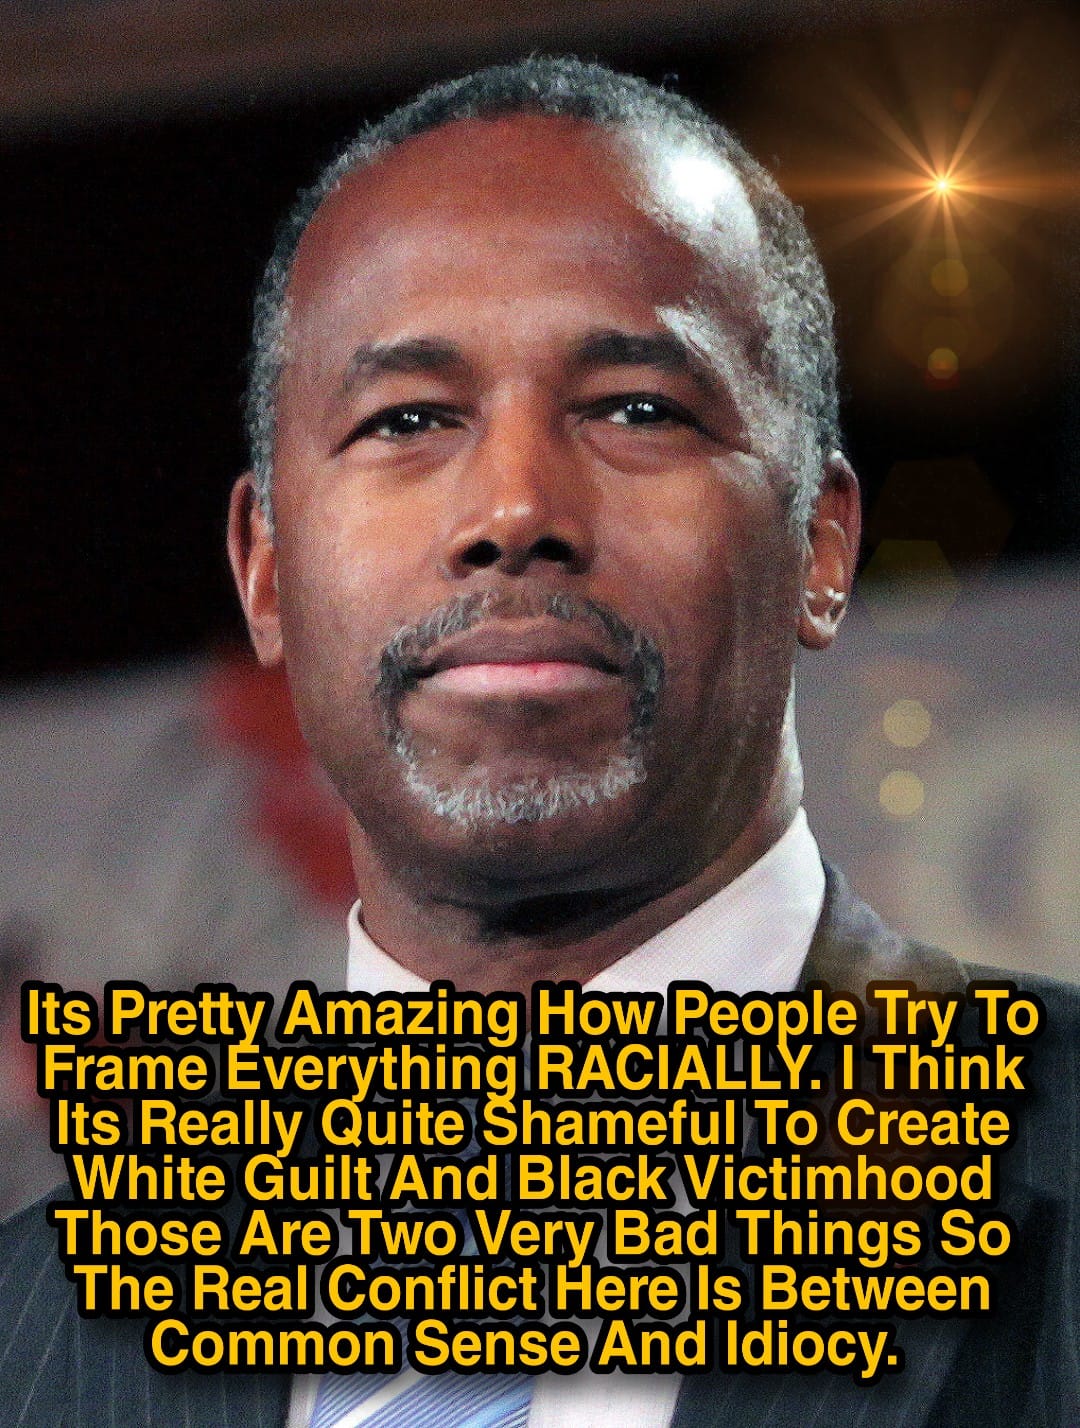 Its Pretty Amazing How People Try To
Frame Everything RACIALLY. I Think
Its Really Quite Shameful To Create
White Guilt And Black Victimhood
Those Are Two Very Bad Things So
The Real Conflict Here Is Between
Common Sense And Idiocy.